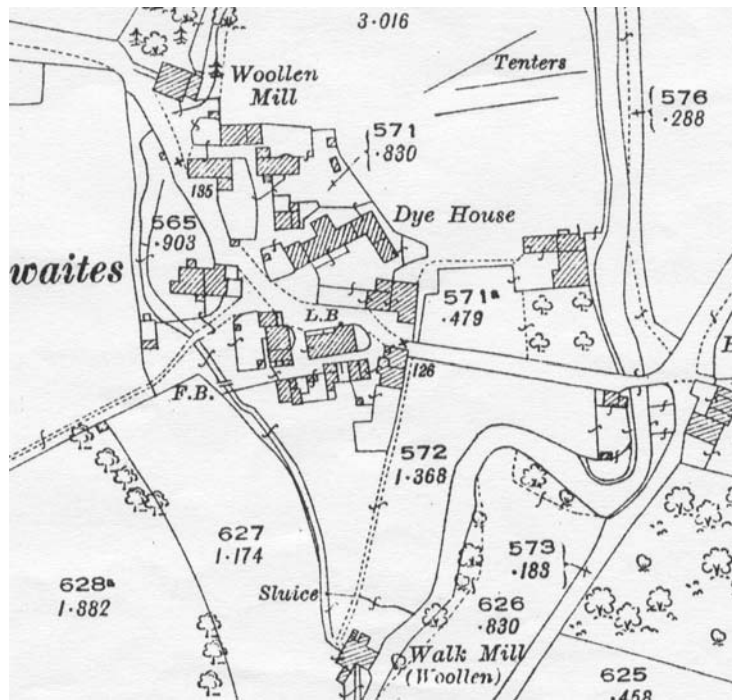 3·016
Tenters
Woollen
Mill
576
·288
571
·830
135
565
·903
Dye House
waites
571a
·479
L.B
126
F.B.
572
1·368
627
1·174
573
·183
628a
1·882
Sluice
626
·830
Walk Mill
(Woollen)
625
·458